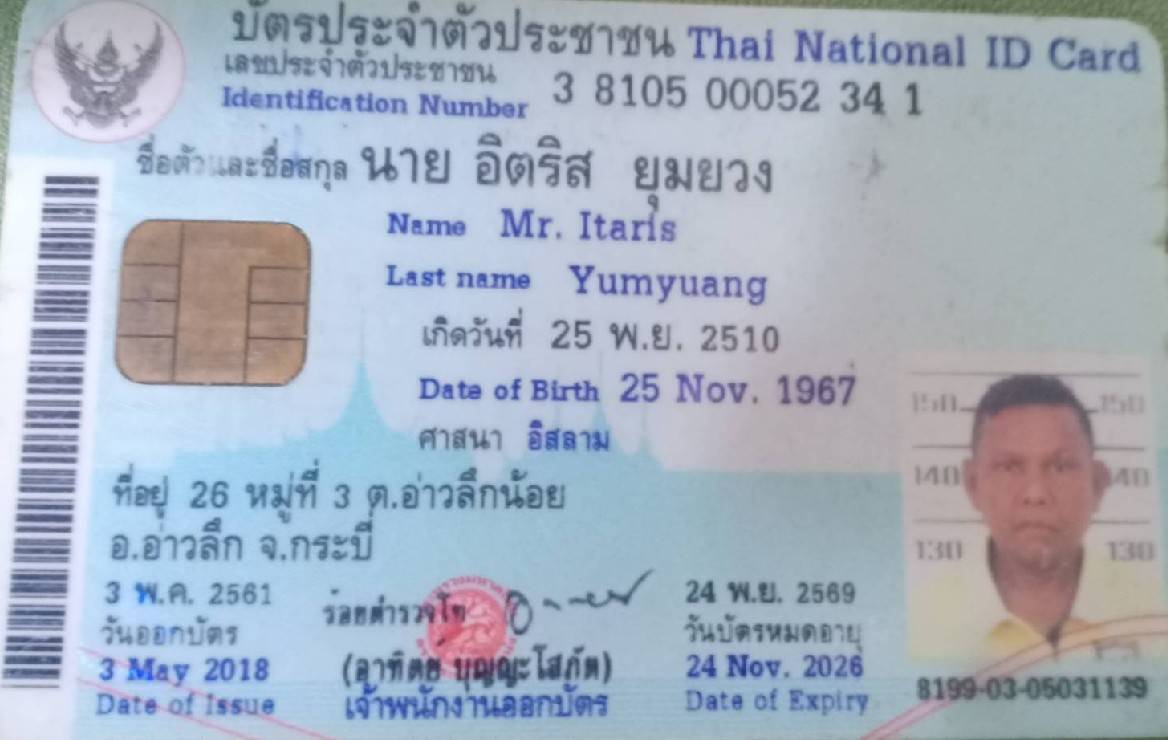 บัตรประจำตัวประชาชน Thai National ID Card
เลขประจำตัวประชาชน
Identification Number 3 8105 00052 34 1
ชื่อตัวและชื่อสกุล นาย อิตริส ยุมยวง
Name Mr. Itaris
Last name Yumyuang
เกิดวันที่ 25 พ.ย. 2510
Date of Birth 25 Nov. 1967
ศาสนา อิสลาม
ที่อยู่ 26 หมู่ที่ 3 ต.อ่าวลึกน้อย
อ.อ่าวลึก จ.กระบี่
3 พ.ค. 2561
วันออกบัตร
3 May 2018
Date of Issue
ร้อยตำรวจโท
(อาทิตย์ บุญญะโสภัต)
เจ้าพนักงานออกบัตร
24 พ.ย. 2569
วันบัตรหมดอายุ
24 Nov. 2026
Date of Expiry
150 150
140 140
130 130
8199-03-05031139